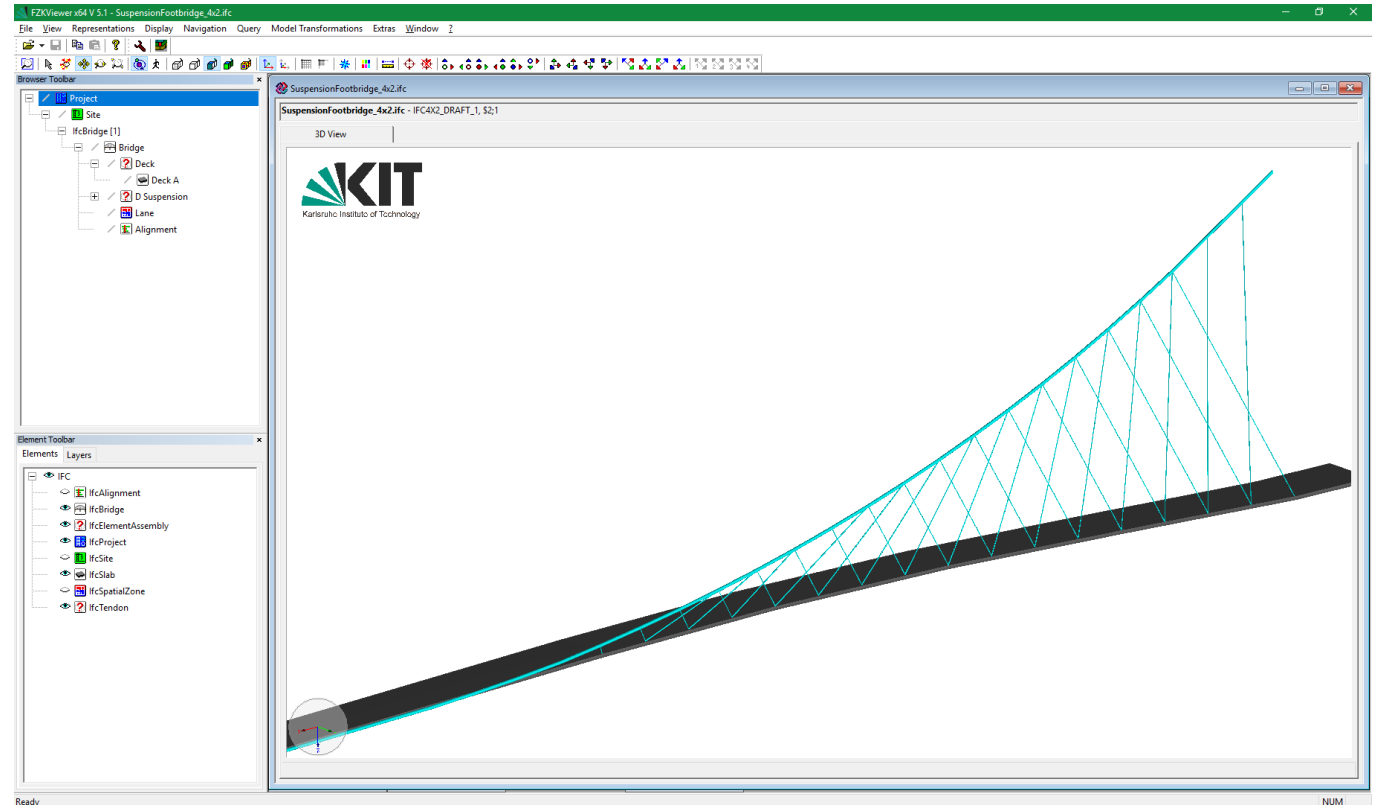 FZKViewer x64 V 5.1 - SuspensionFootbridge_4x2.ifc
File View Representations Display Navigation Query Model Transformations Extras Window ?
Browser Toolbar
Project
Site
IfcBridge [1]
Bridge
Deck
Deck A
D Suspension
Lane
Alignment
Element Toolbar
Elements Layers
IFC
IfcAlignment
IfcBridge
IfcElementAssembly
IfcProject
IfcSite
IfcSlab
IfcSpatialZone
IfcTendon
SuspensionFootbridge_4x2.ifc
SuspensionFootbridge_4x2.ifc - IFC4X2_DRAFT_1, $2;1
3D View
KIT
Karlsruhe Institute of Technology
Ready
NUM